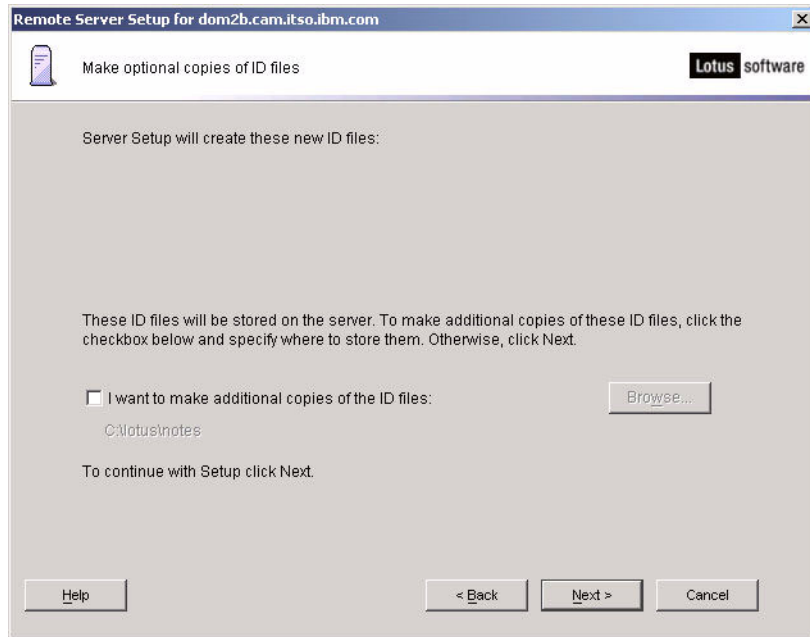 Remote Server Setup for dom2b.cam.itso.ibm.com
Make optional copies of ID files
Lotus software
Server Setup will create these new ID files:
These ID files will be stored on the server. To make additional copies of these ID files, click the
checkbox below and specify where to store them. Otherwise, click Next.
I want to make additional copies of the ID files:
Browse...
C:\lotus\notes
To continue with Setup click Next.
Help
< Back
Next >
Cancel